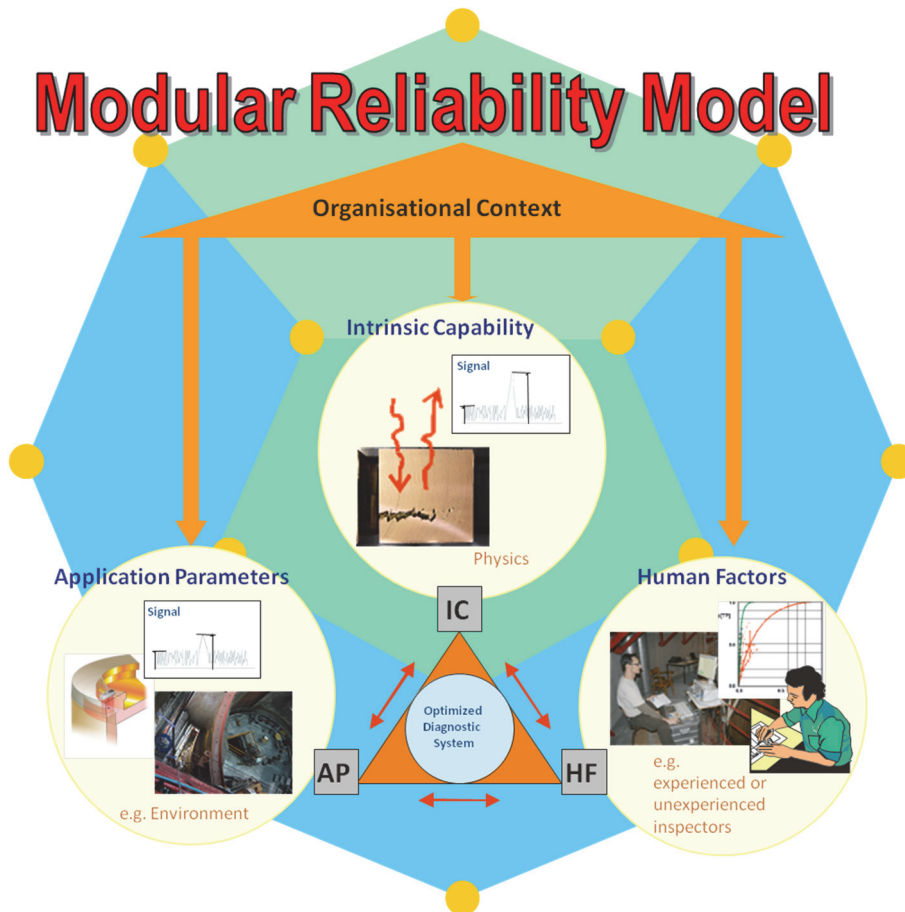 Modular Reliability Model
Organisational Context
Intrinsic Capability
Signal
Physics
Application Parameters
Signal
e.g. Environment
Human Factors
e.g.
experienced or
unexperienced
inspectors
IC
Optimized
Diagnostic
System
AP
HF